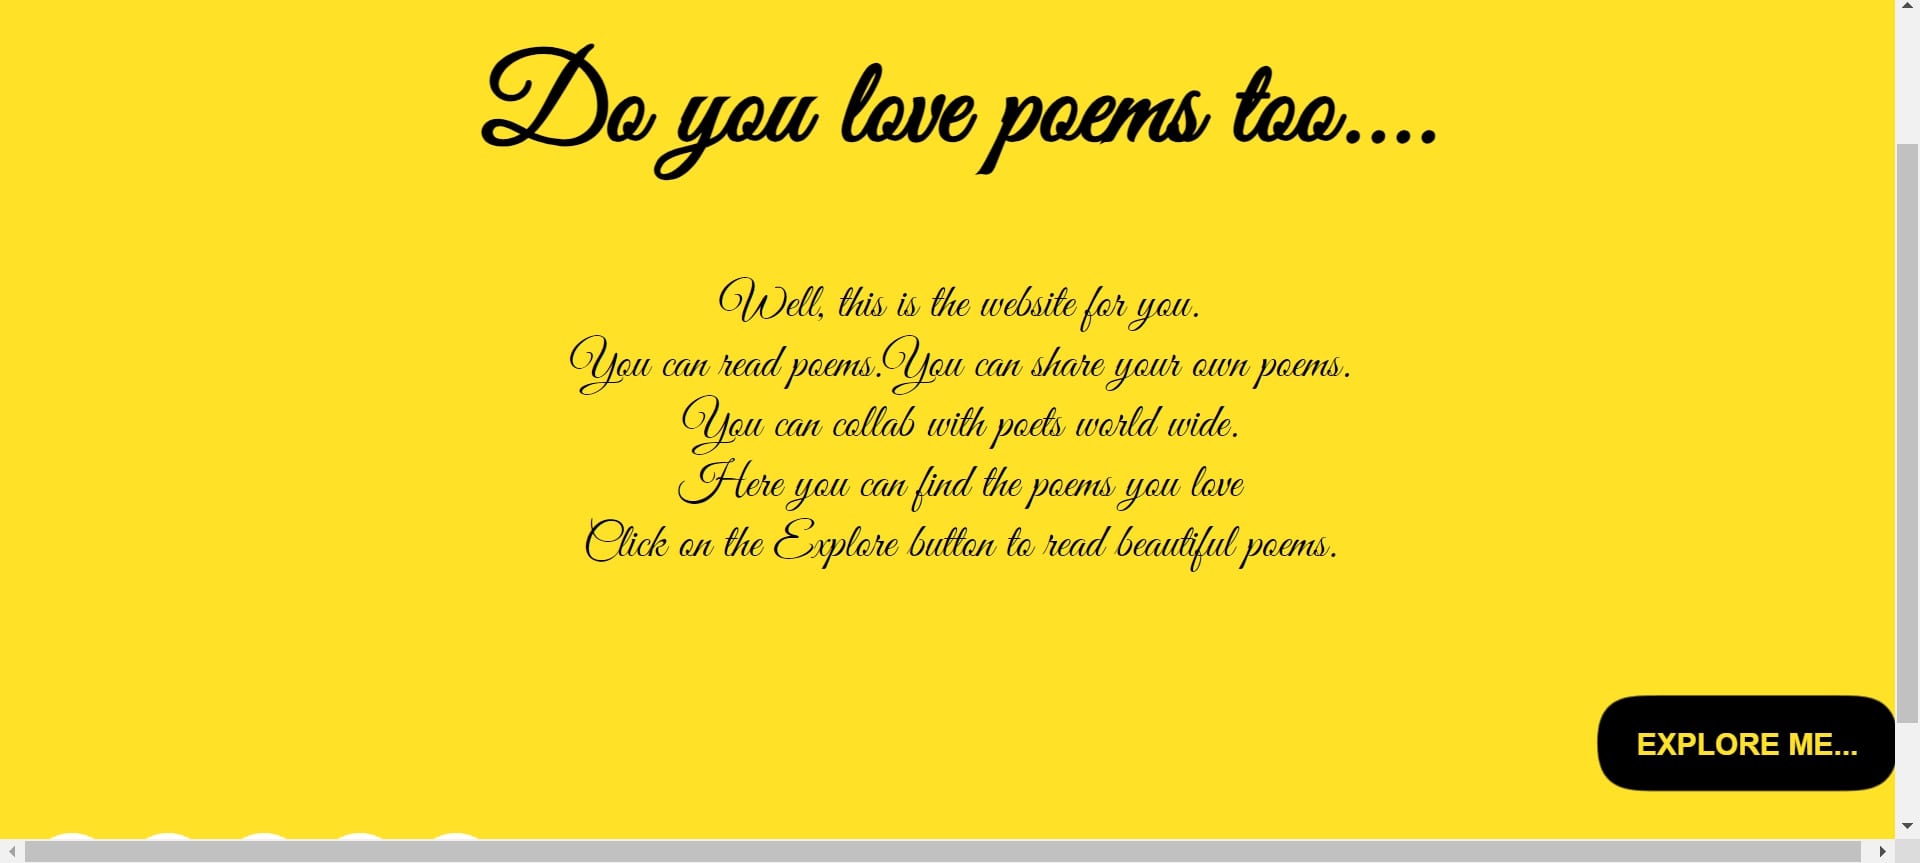 Do you love poems too....
Well, this is the website for you.
You can read poems.You can share your own poems.
You can collab with poets world wide.
Here you can find the poems you love
Click on the Explore button to read beautiful poems.
EXPLORE ME...